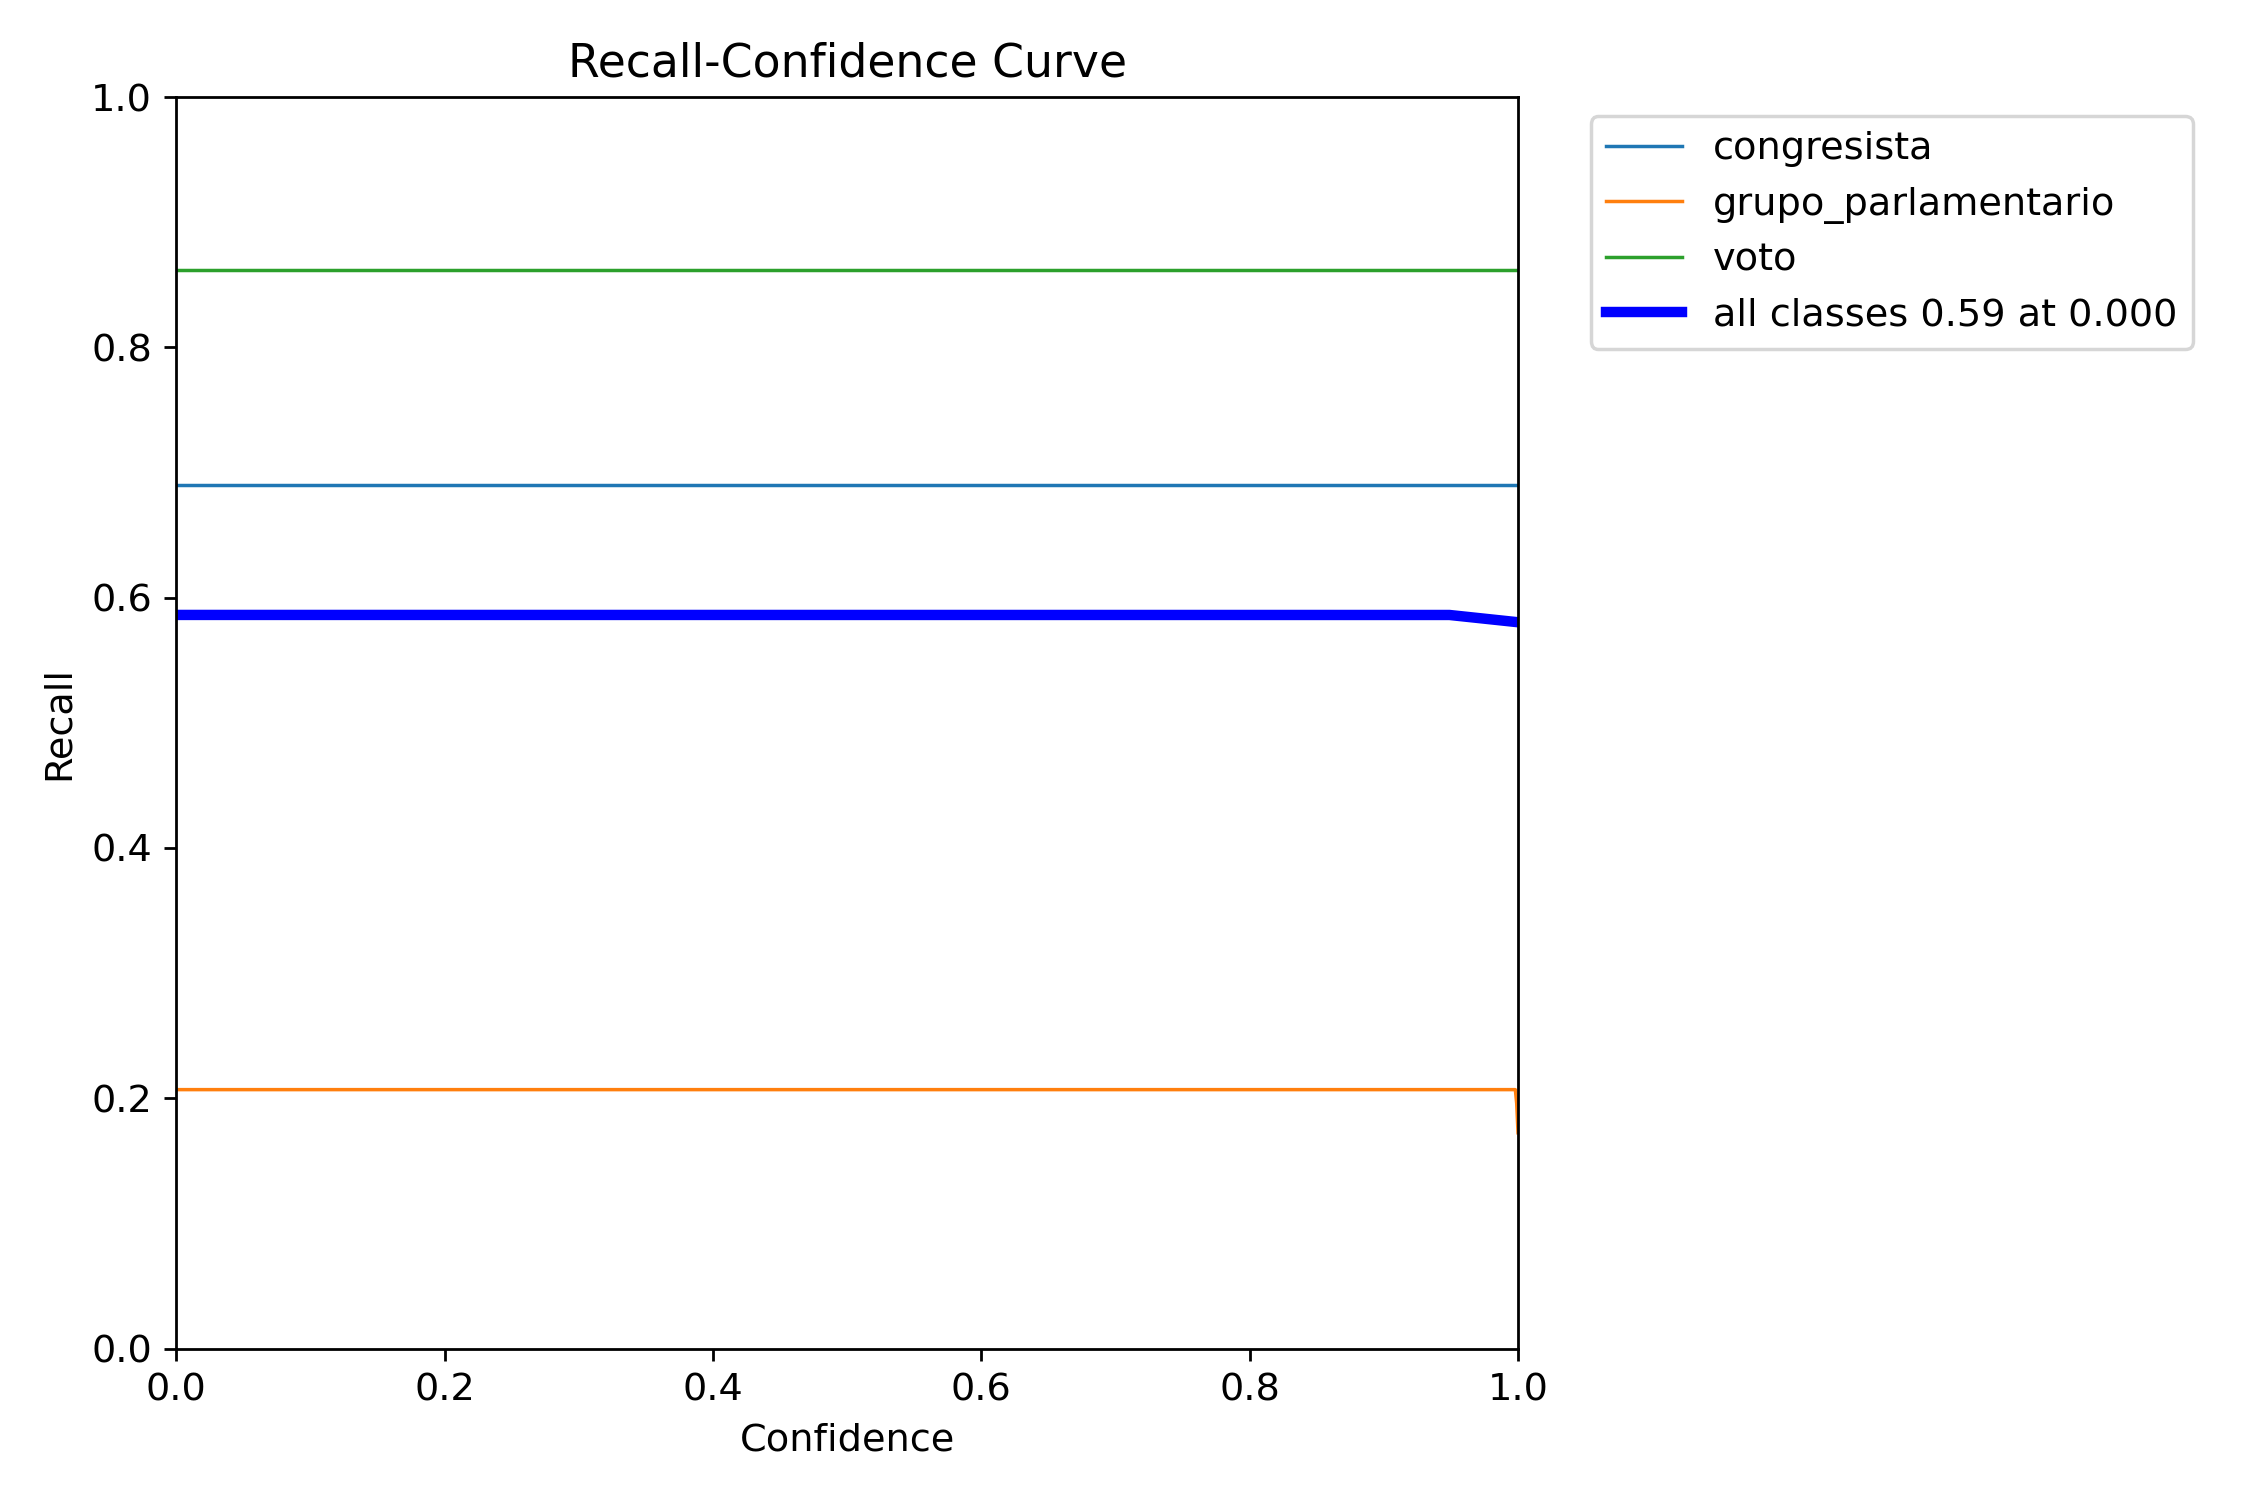 Recall-Confidence Curve
1.0
0.8
0.6
0.4
0.2
0.0
Recall
0.0 0.2 0.4 0.6 0.8 1.0
Confidence
congresista
grupo_parlamentario
voto
all classes 0.59 at 0.000